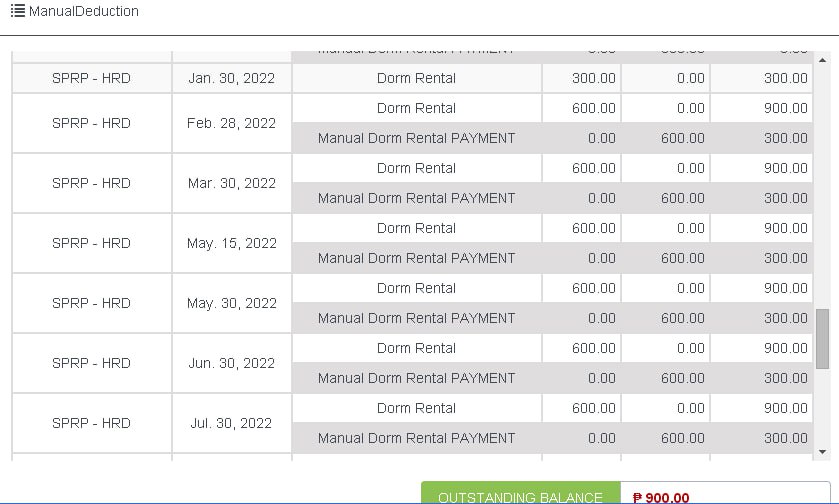 ManualDeduction
SPRP - HRD Jan. 30, 2022 Dorm Rental 300.00 0.00 300.00
SPRP - HRD Feb. 28, 2022 Dorm Rental 600.00 0.00 900.00
Manual Dorm Rental PAYMENT 0.00 600.00 300.00
SPRP - HRD Mar. 30, 2022 Dorm Rental 600.00 0.00 900.00
Manual Dorm Rental PAYMENT 0.00 600.00 300.00
SPRP - HRD May. 15, 2022 Dorm Rental 600.00 0.00 900.00
Manual Dorm Rental PAYMENT 0.00 600.00 300.00
SPRP - HRD May. 30, 2022 Dorm Rental 600.00 0.00 900.00
Manual Dorm Rental PAYMENT 0.00 600.00 300.00
SPRP - HRD Jun. 30, 2022 Dorm Rental 600.00 0.00 900.00
Manual Dorm Rental PAYMENT 0.00 600.00 300.00
SPRP - HRD Jul. 30, 2022 Dorm Rental 600.00 0.00 900.00
Manual Dorm Rental PAYMENT 0.00 600.00 300.00
OUTSTANDING BALANCE ₱ 900.00